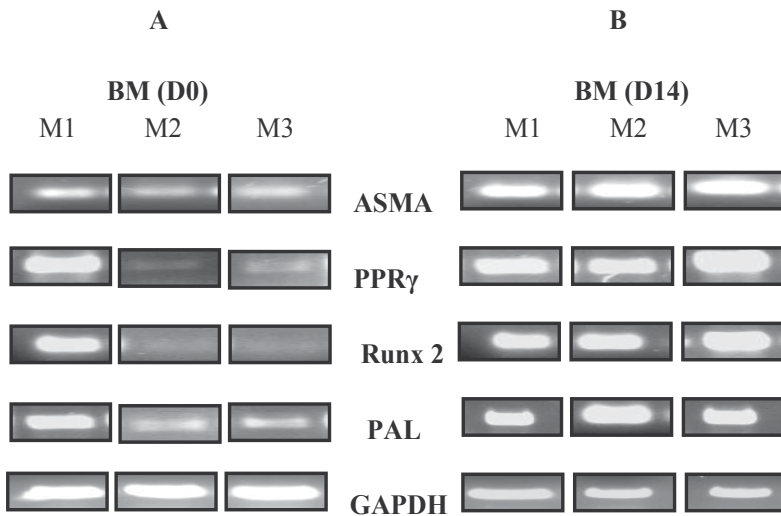 A B
BM (D0) BM (D14)
M1 M2 M3 M1 M2 M3
ASMA
PPRγ
Runx 2
PAL
GAPDH